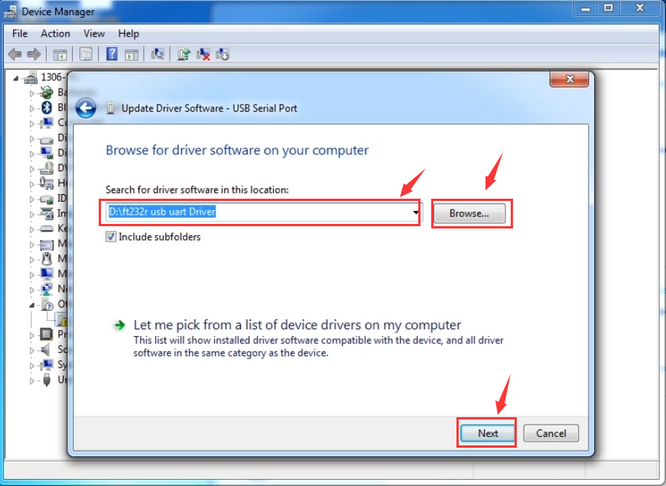 Device Manager
File Action View Help
1306-
Update Driver Software - USB Serial Port
Browse for driver software on your computer
Search for driver software in this location:
D:\ft232r usb uart Driver
Browse...
Include subfolders
Let me pick from a list of device drivers on my computer
This list will show installed driver software compatible with the device, and all driver
software in the same category as the device.
Next
Cancel